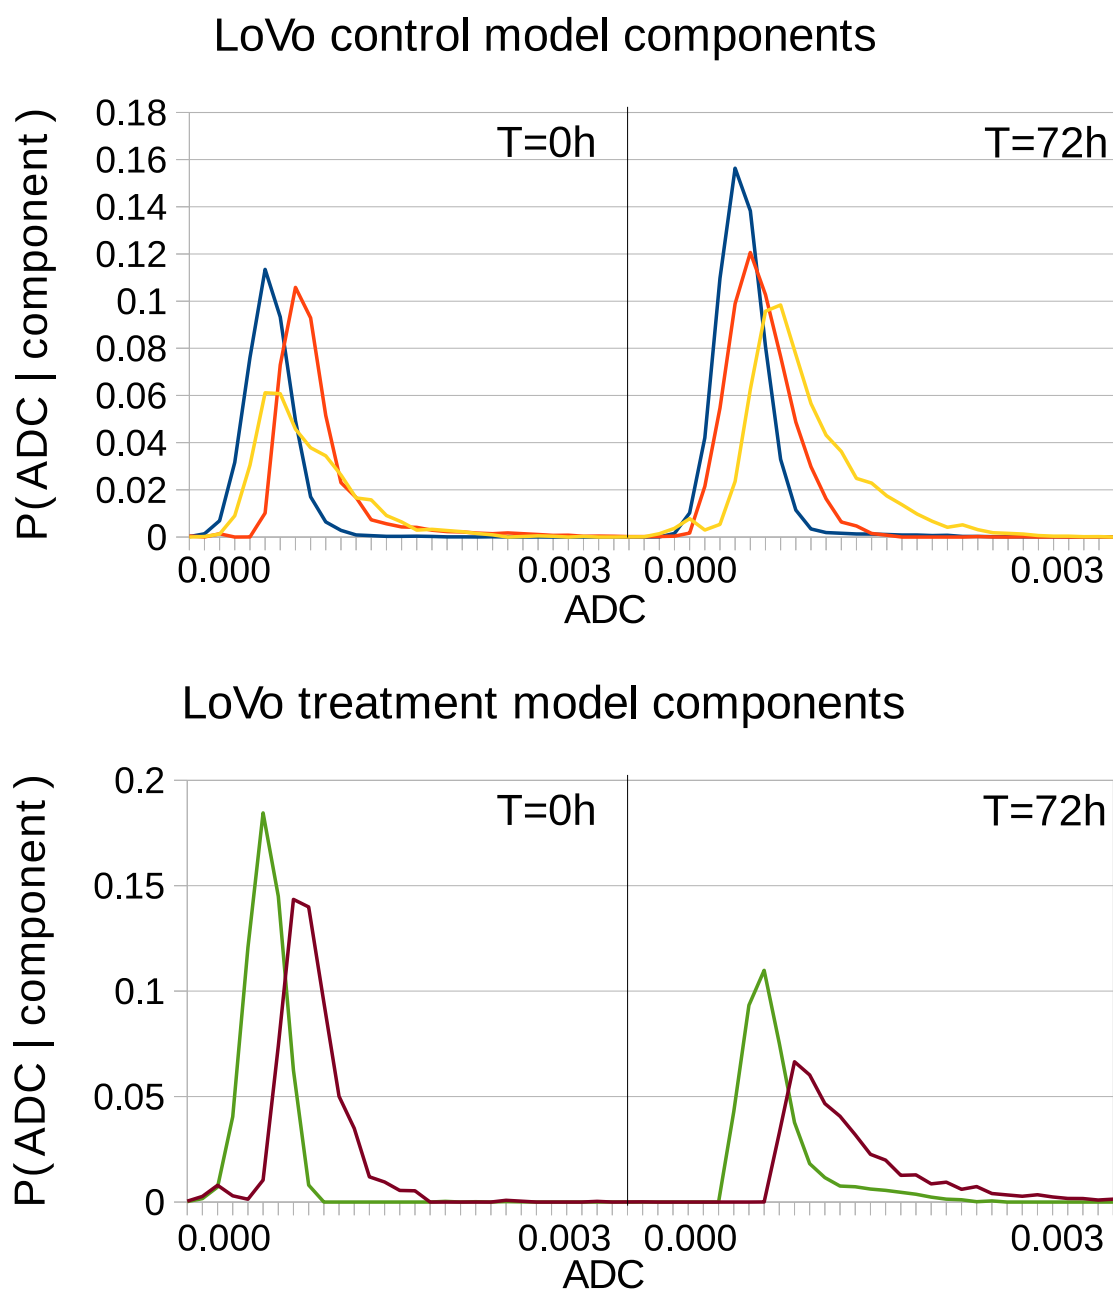 LoVo control model components
P( ADC | component )
0.18
0.16
0.14
0.12
0.1
0.08
0.06
0.04
0.02
0
T=0h
T=72h
0.000
0.003
0.000
0.003
ADC
LoVo treatment model components
P( ADC | component )
0.2
0.15
0.1
0.05
0
T=0h
T=72h
0.000
0.003
0.000
0.003
ADC